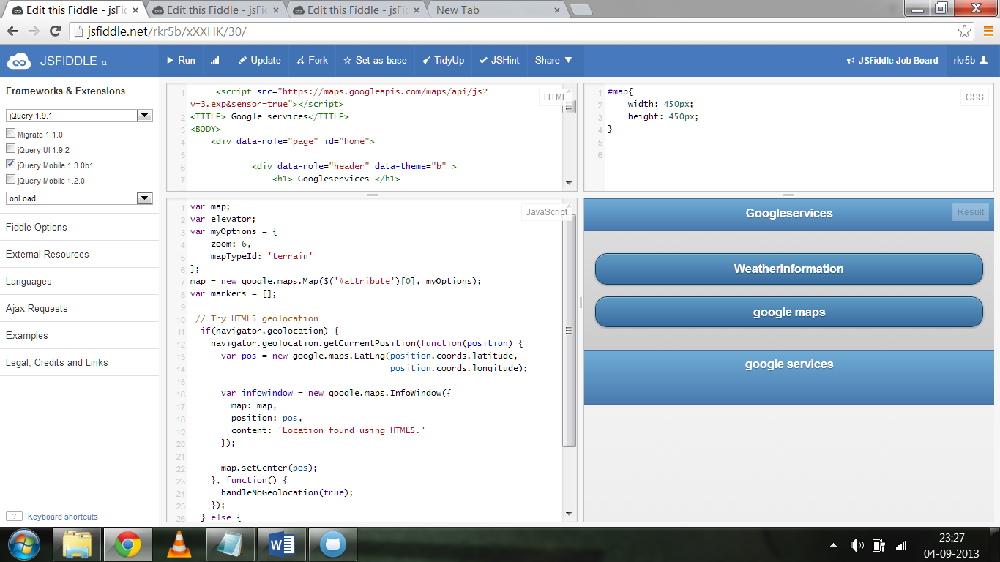 Edit this Fiddle - jsFid
Edit this Fiddle - jsFid
Edit this Fiddle - jsFid
New Tab
jsfiddle.net/rkr5b/xXXHK/30/
JSFIDDLE α
Run
Update
Fork
Set as base
TidyUp
JSHint
Share
JSFiddle Job Board
rkr5b
Frameworks & Extensions
jQuery 1.9.1
Migrate 1.1.0
jQuery UI 1.9.2
jQuery Mobile 1.3.0b1
jQuery Mobile 1.2.0
onLoad
Fiddle Options
External Resources
Languages
Ajax Requests
Examples
Legal, Credits and Links
? Keyboard shortcuts
HTML
1 <script src="https://maps.googleapis.com/maps/api/js?
v=3.exp&sensor=true"></script>
2 <TITLE> Google services</TITLE>
3 <BODY>
4 <div data-role="page" id="home">
5
6 <div data-role="header" data-theme="b" >
7 <h1> Googleservices </h1>
CSS
1 #map{
2 width: 450px;
3 height: 450px;
4 }
5
6
JavaScript
1 var map;
2 var elevator;
3 var myOptions = {
4 zoom: 6,
5 mapTypeId: 'terrain'
6 };
7 map = new google.maps.Map($('#attribute')[0], myOptions);
8 var markers = [];
9
10 // Try HTML5 geolocation
11 if(navigator.geolocation) {
12 navigator.geolocation.getCurrentPosition(function(position) {
13 var pos = new google.maps.LatLng(position.coords.latitude,
14 position.coords.longitude);
15
16 var infowindow = new google.maps.InfoWindow({
17 map: map,
18 position: pos,
19 content: 'Location found using HTML5.'
20 });
21
22 map.setCenter(pos);
23 }, function() {
24 handleNoGeolocation(true);
25 });
26 } else {
Googleservices
Result
Weatherinformation
google maps
google services
23:27
04-09-2013